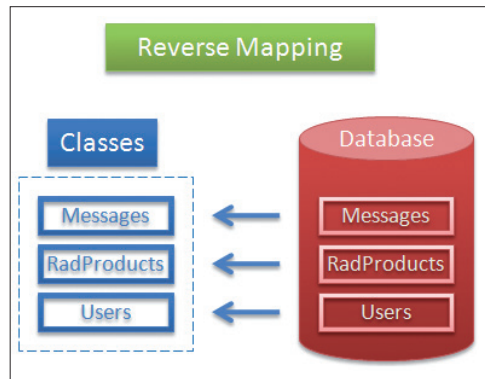 Reverse Mapping
Classes
Database
Messages
Messages
RadProducts
RadProducts
Users
Users